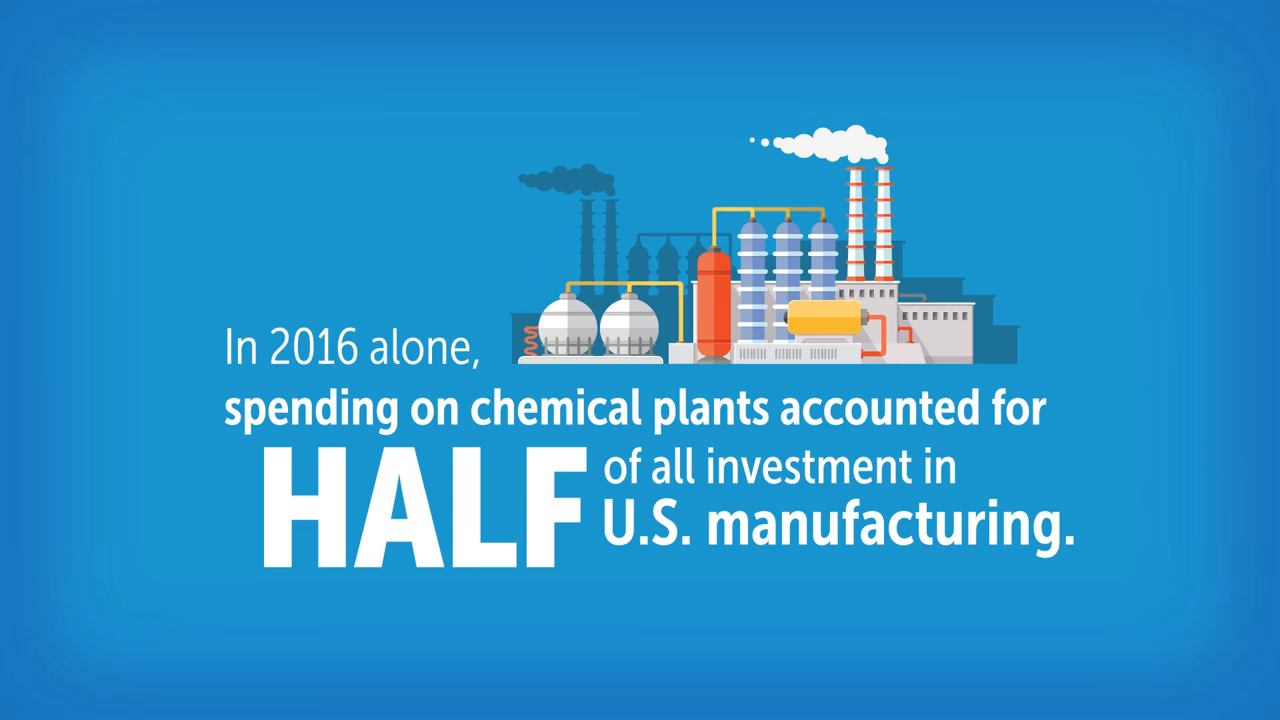 In 2016 alone,
spending on chemical plants accounted for
HALF of all investment in
U.S. manufacturing.